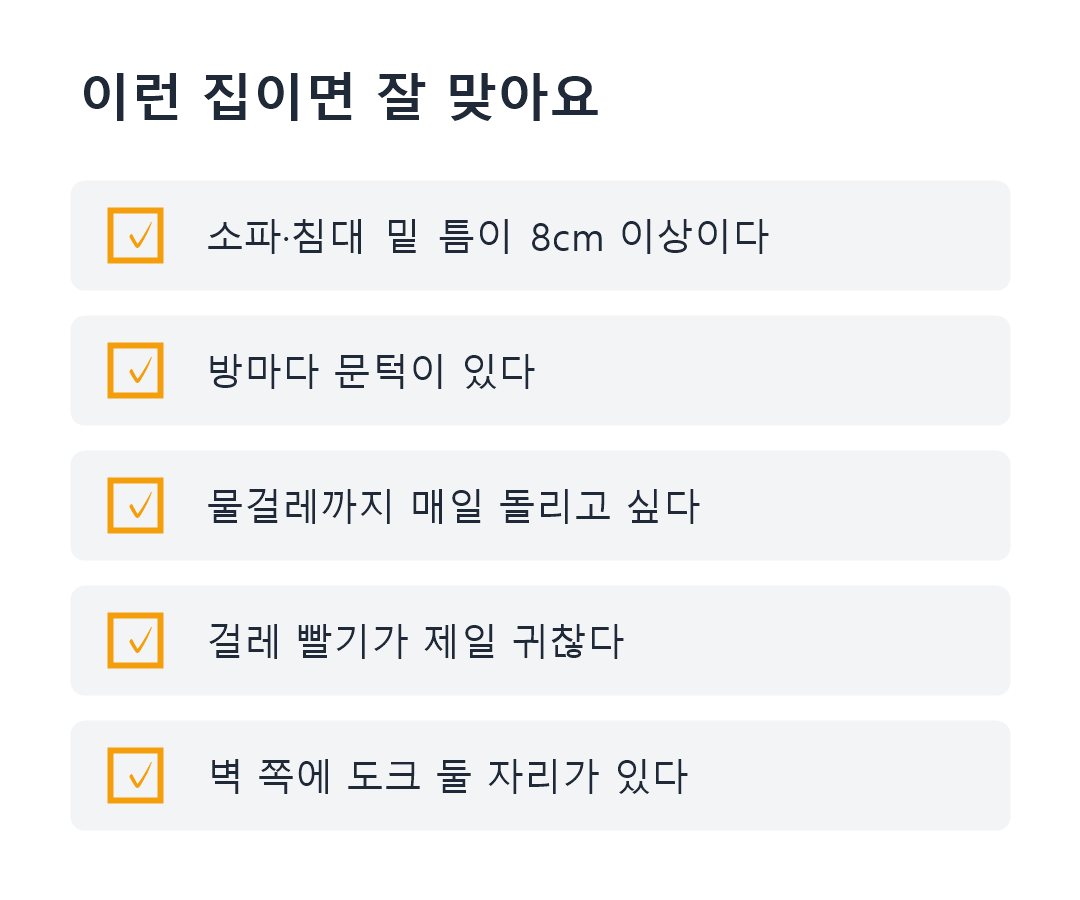 이런 집이면 잘 맞아요
소파·침대 밑 틈이 8cm 이상이다
방마다 문턱이 있다
물걸레까지 매일 돌리고 싶다
걸레 빨기가 제일 귀찮다
벽 쪽에 도크 둘 자리가 있다